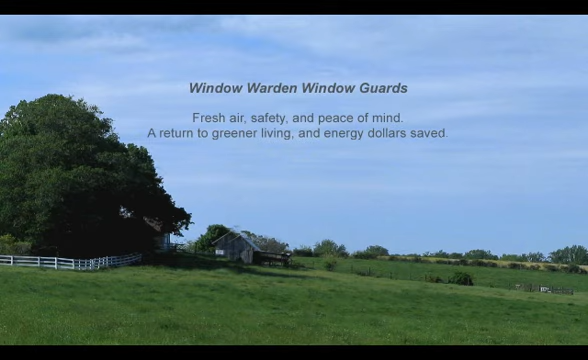 Window Warden Window Guards
Fresh air, safety, and peace of mind.
A return to greener living, and energy dollars saved.